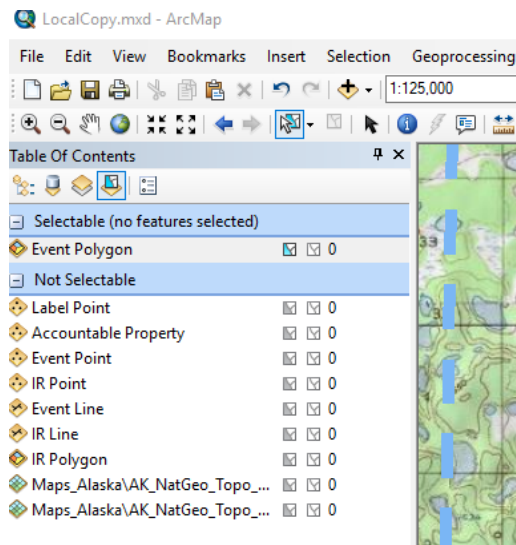 LocalCopy.mxd - ArcMap
File Edit View Bookmarks Insert Selection Geoprocessing
1:125,000
Table Of Contents
Selectable (no features selected)
Event Polygon 0
Not Selectable
Label Point 0
Accountable Property 0
Event Point 0
IR Point 0
Event Line 0
IR Line 0
IR Polygon 0
Maps_Alaska\AK_NatGeo_Topo_... 0
Maps_Alaska\AK_NatGeo_Topo_... 0
33